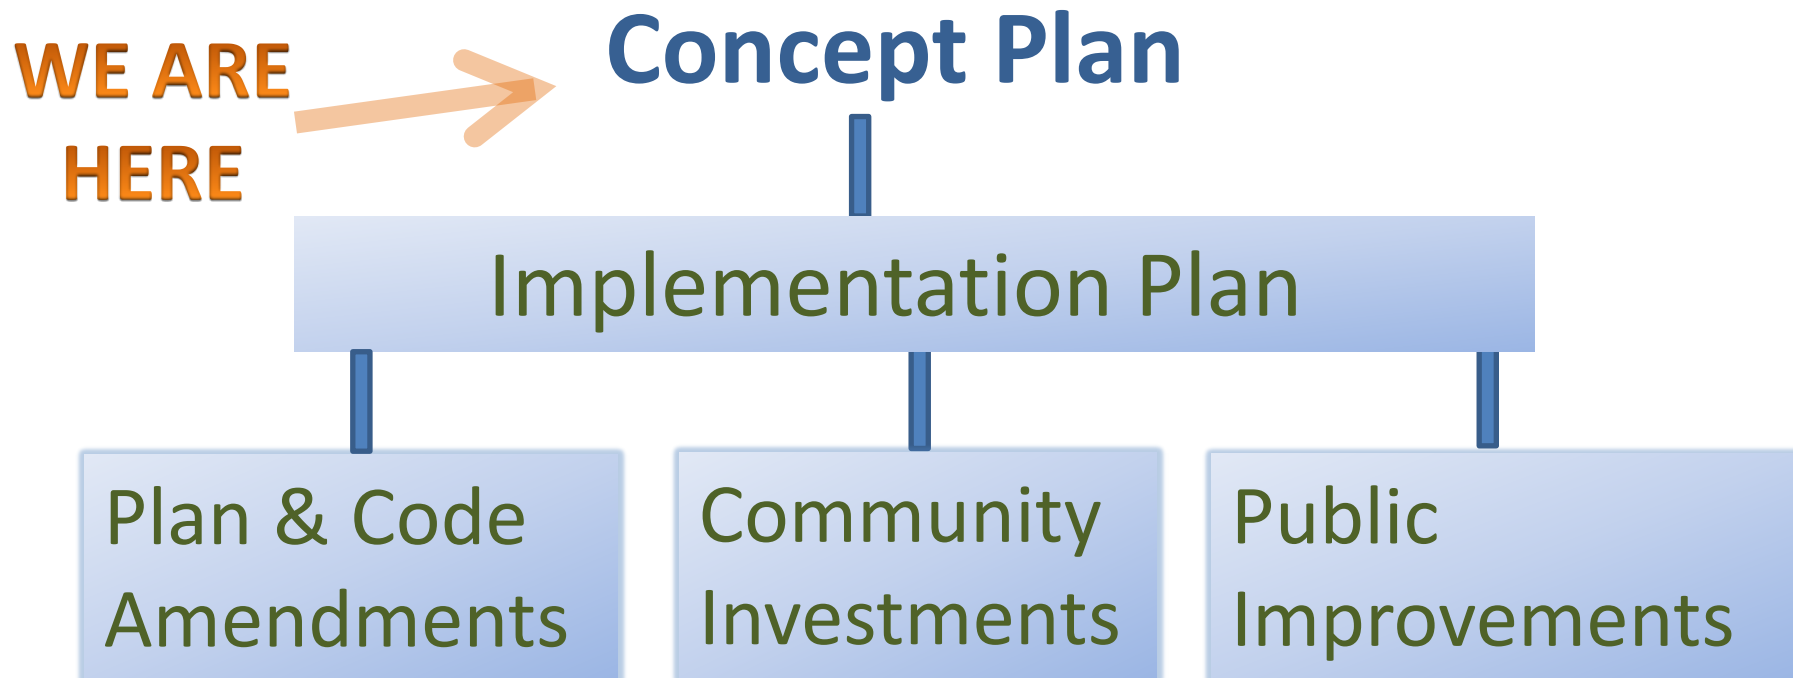 WE ARE
HERE
Concept Plan
Implementation Plan
Plan & Code
Amendments
Community
Investments
Public
Improvements